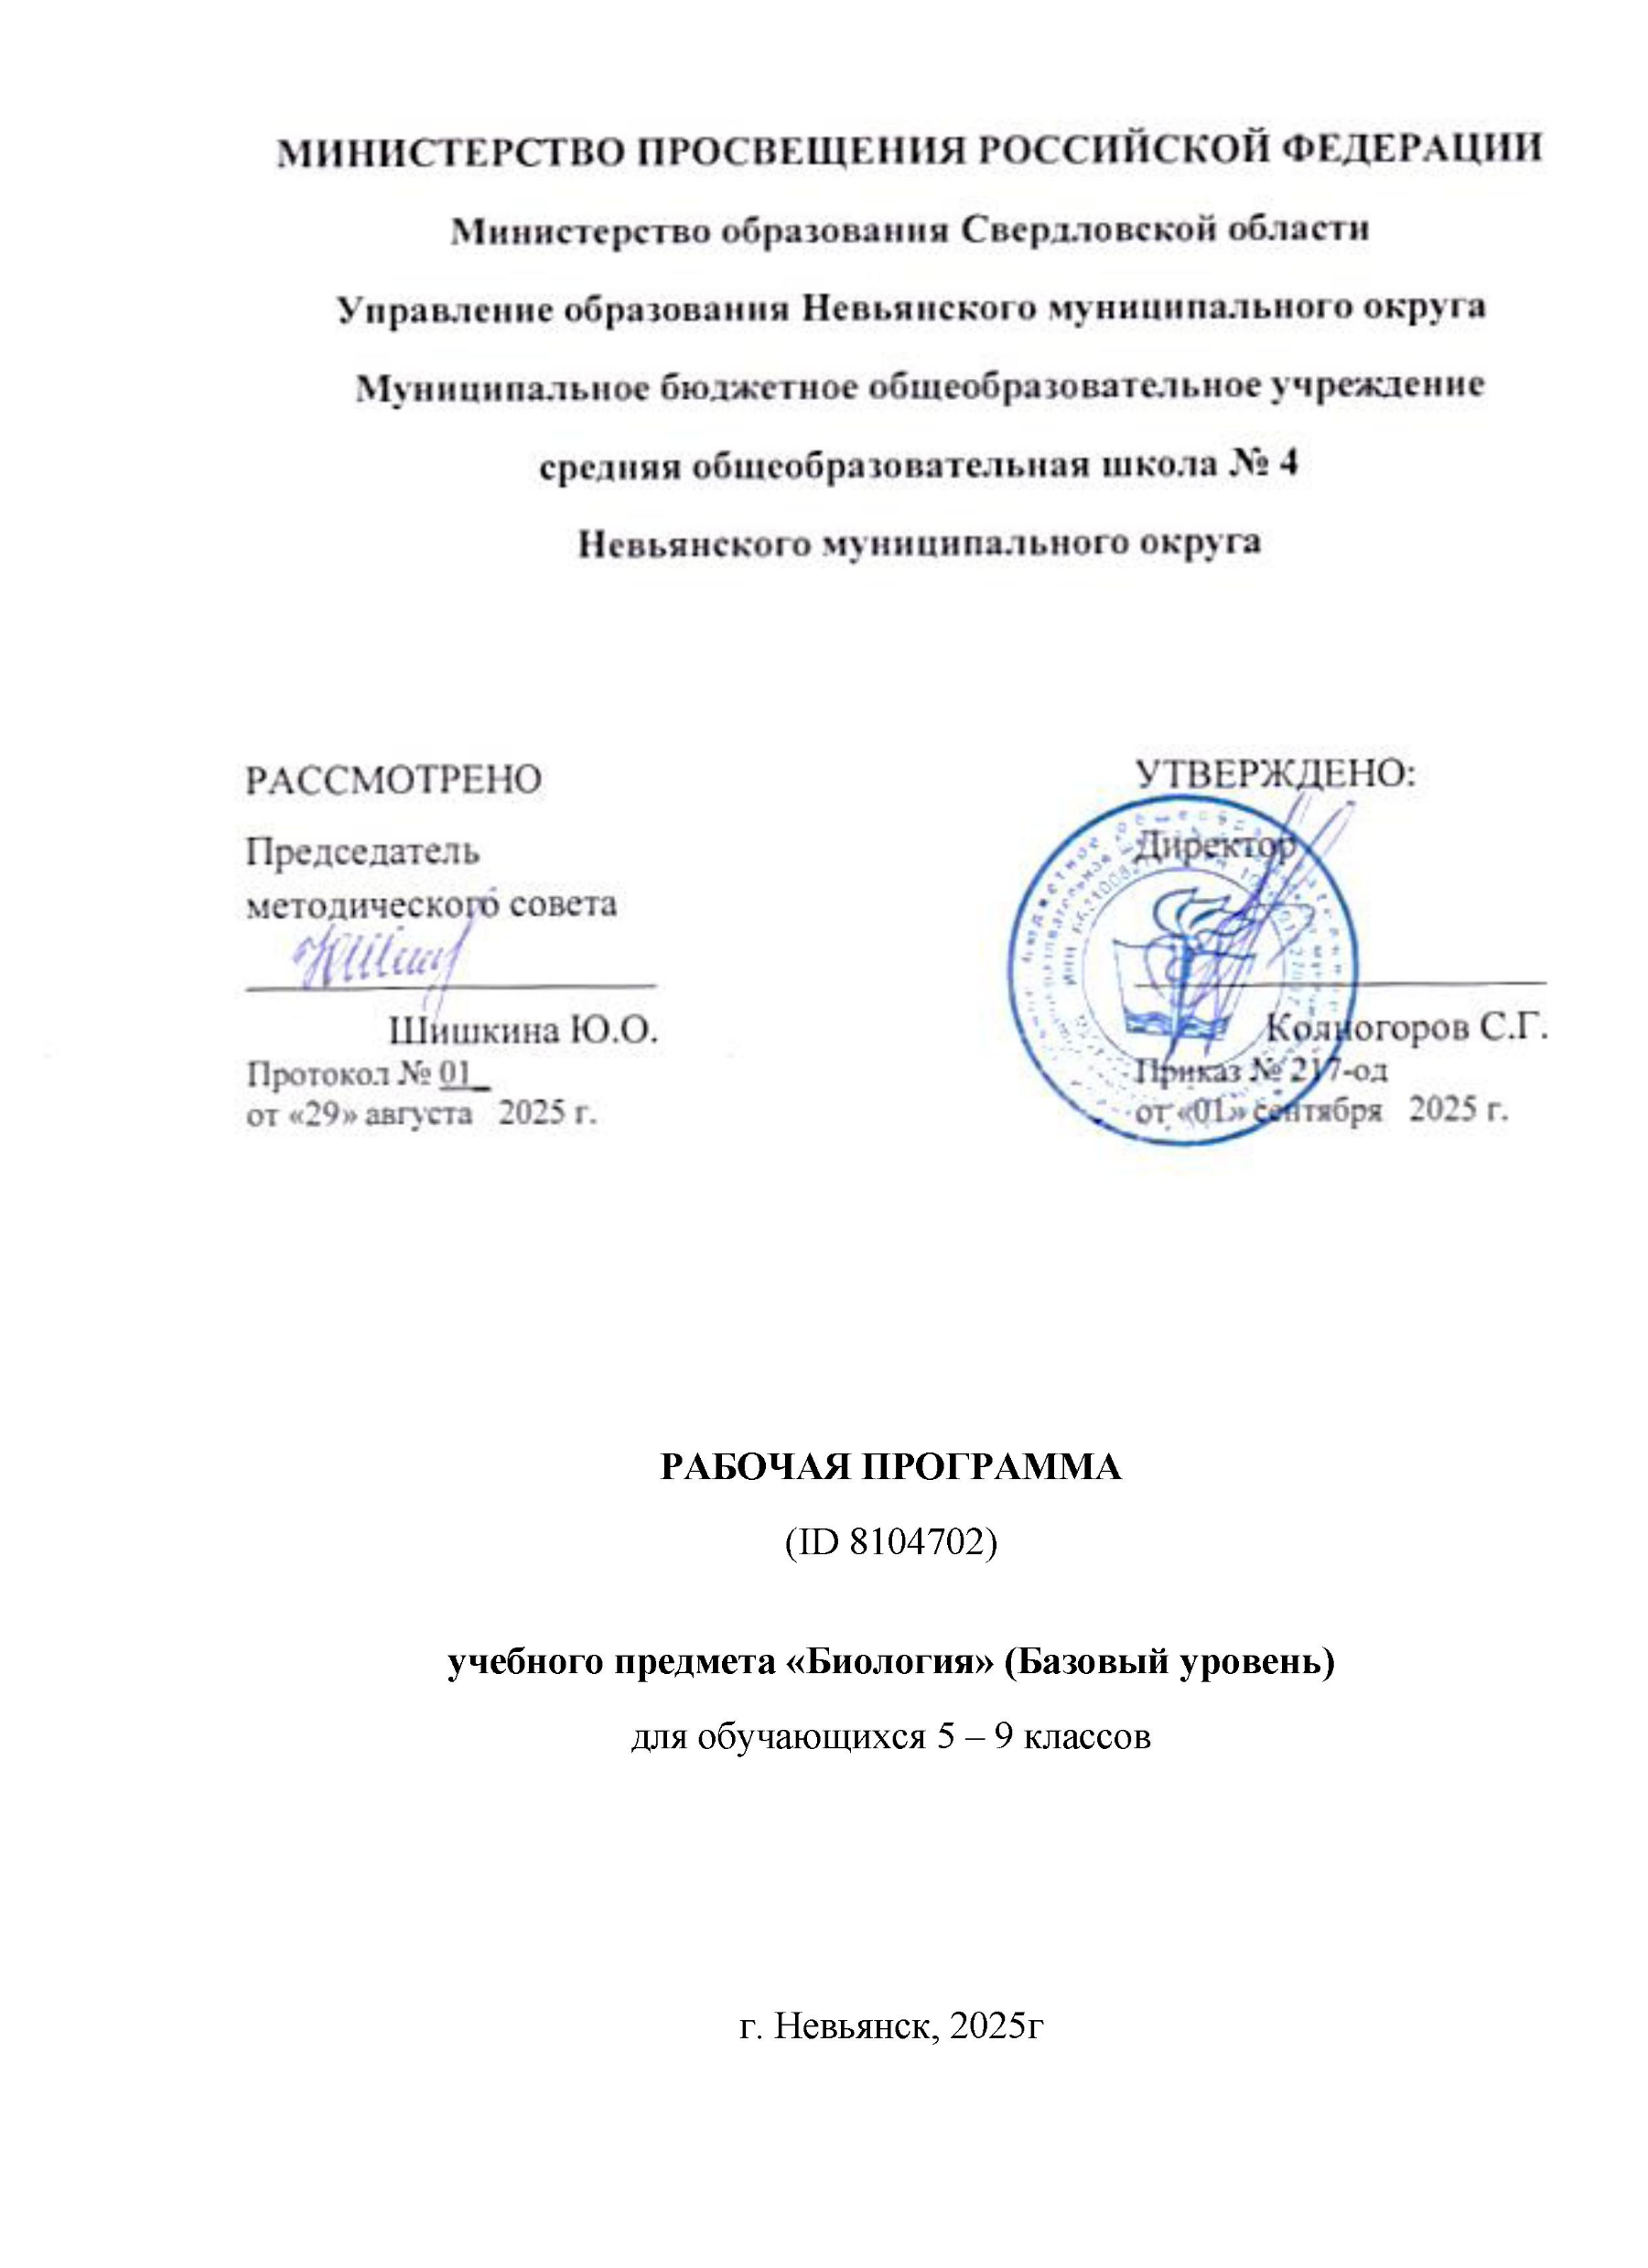 МИНИСТЕРСТВО ПРОСВЕЩЕНИЯ РОССИЙСКОЙ ФЕДЕРАЦИИ
Министерство образования Свердловской области
Управление образования Невьянского муниципального округа
Муниципальное бюджетное общеобразовательное учреждение
средняя общеобразовательная школа № 4
Невьянского муниципального округа
РАССМОТРЕНО
Председатель
методического совета
Шишкина Ю.О.
Протокол № 01_
от «29» августа 2025 г.
УТВЕРЖДЕНО:
Директор
Колногоров С.Г.
Приказ № 217-од
от «01» сентября 2025 г.
РАБОЧАЯ ПРОГРАММА
(ID 8104702)
учебного предмета «Биология» (Базовый уровень)
для обучающихся 5 – 9 классов
г. Невьянск, 2025г